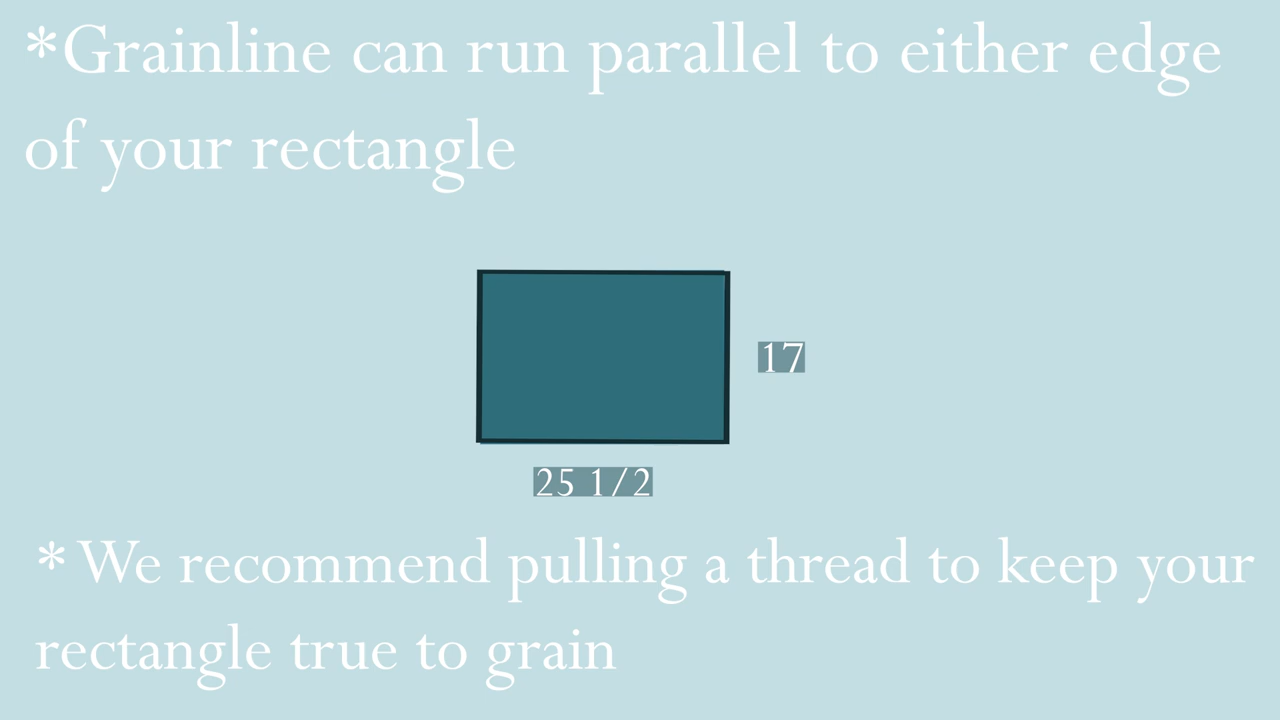 *Grainline can run parallel to either edge
of your rectangle
17
25 1/2
* We recommend pulling a thread to keep your
rectangle true to grain